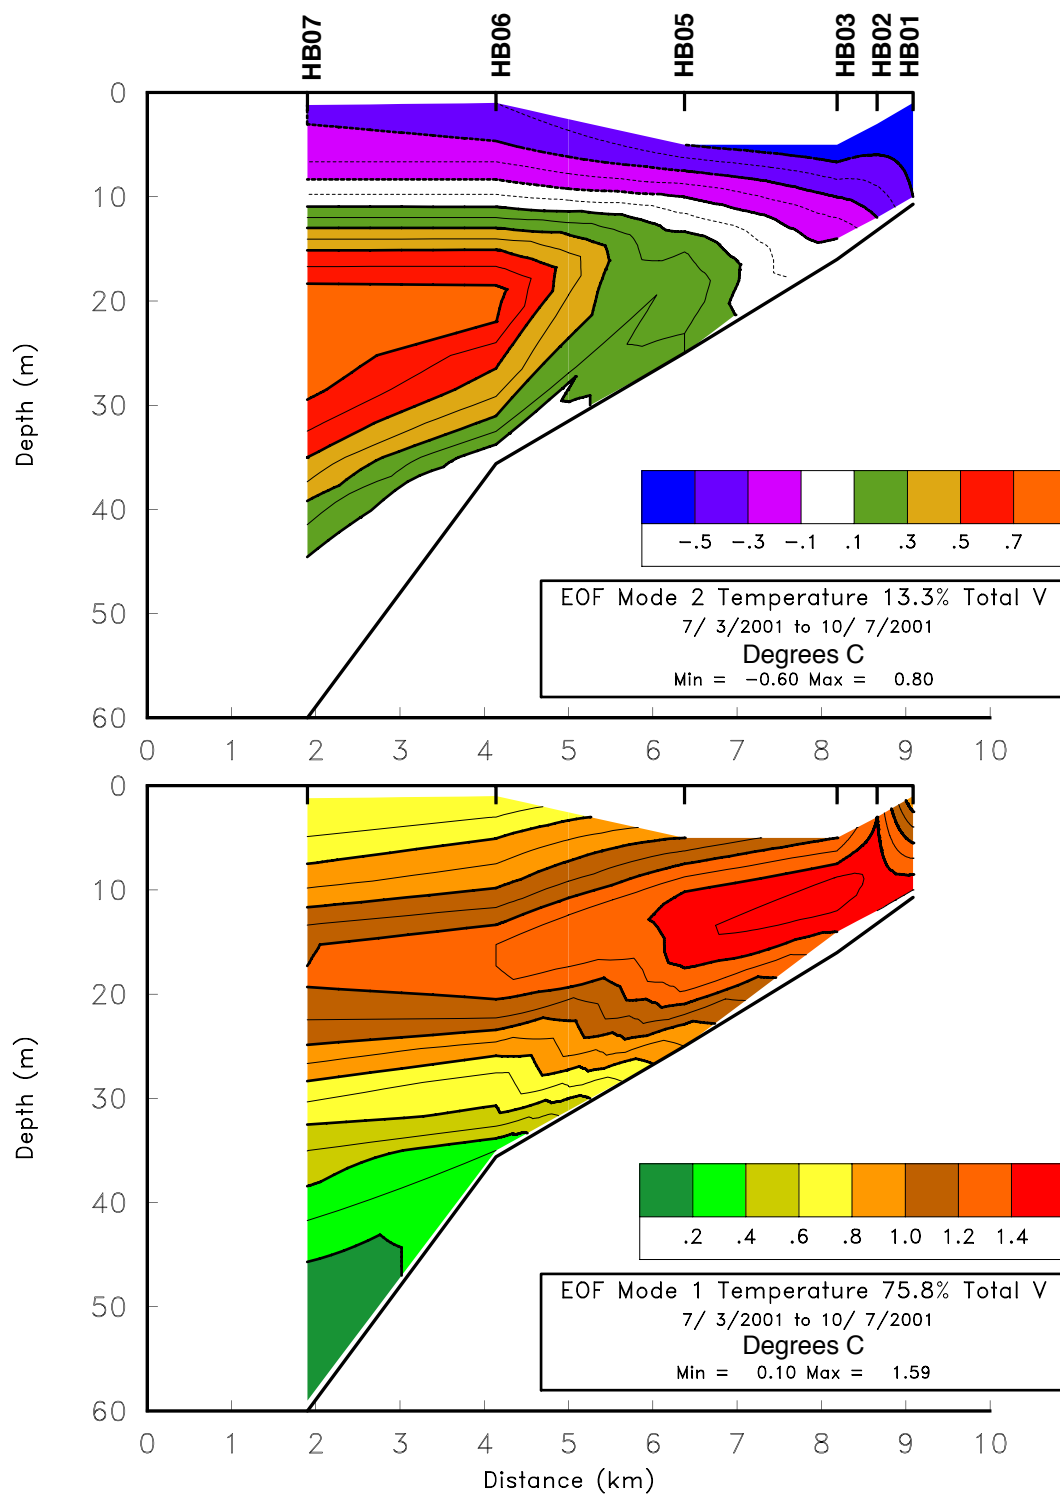 HB07 HB06 HB05 HB03 HB02 HB01
0
10
20
30
40
50
60
Depth (m)
-.5 -.3 -.1 .1 .3 .5 .7
EOF Mode 2 Temperature 13.3% Total V
7/ 3/2001 to 10/ 7/2001
Degrees C
Min = -0.60 Max = 0.80
0 1 2 3 4 5 6 7 8 9 10
0
10
20
30
40
50
60
Depth (m)
.2 .4 .6 .8 1.0 1.2 1.4
EOF Mode 1 Temperature 75.8% Total V
7/ 3/2001 to 10/ 7/2001
Degrees C
Min = 0.10 Max = 1.59
0 1 2 3 4 5 6 7 8 9 10
Distance (km)